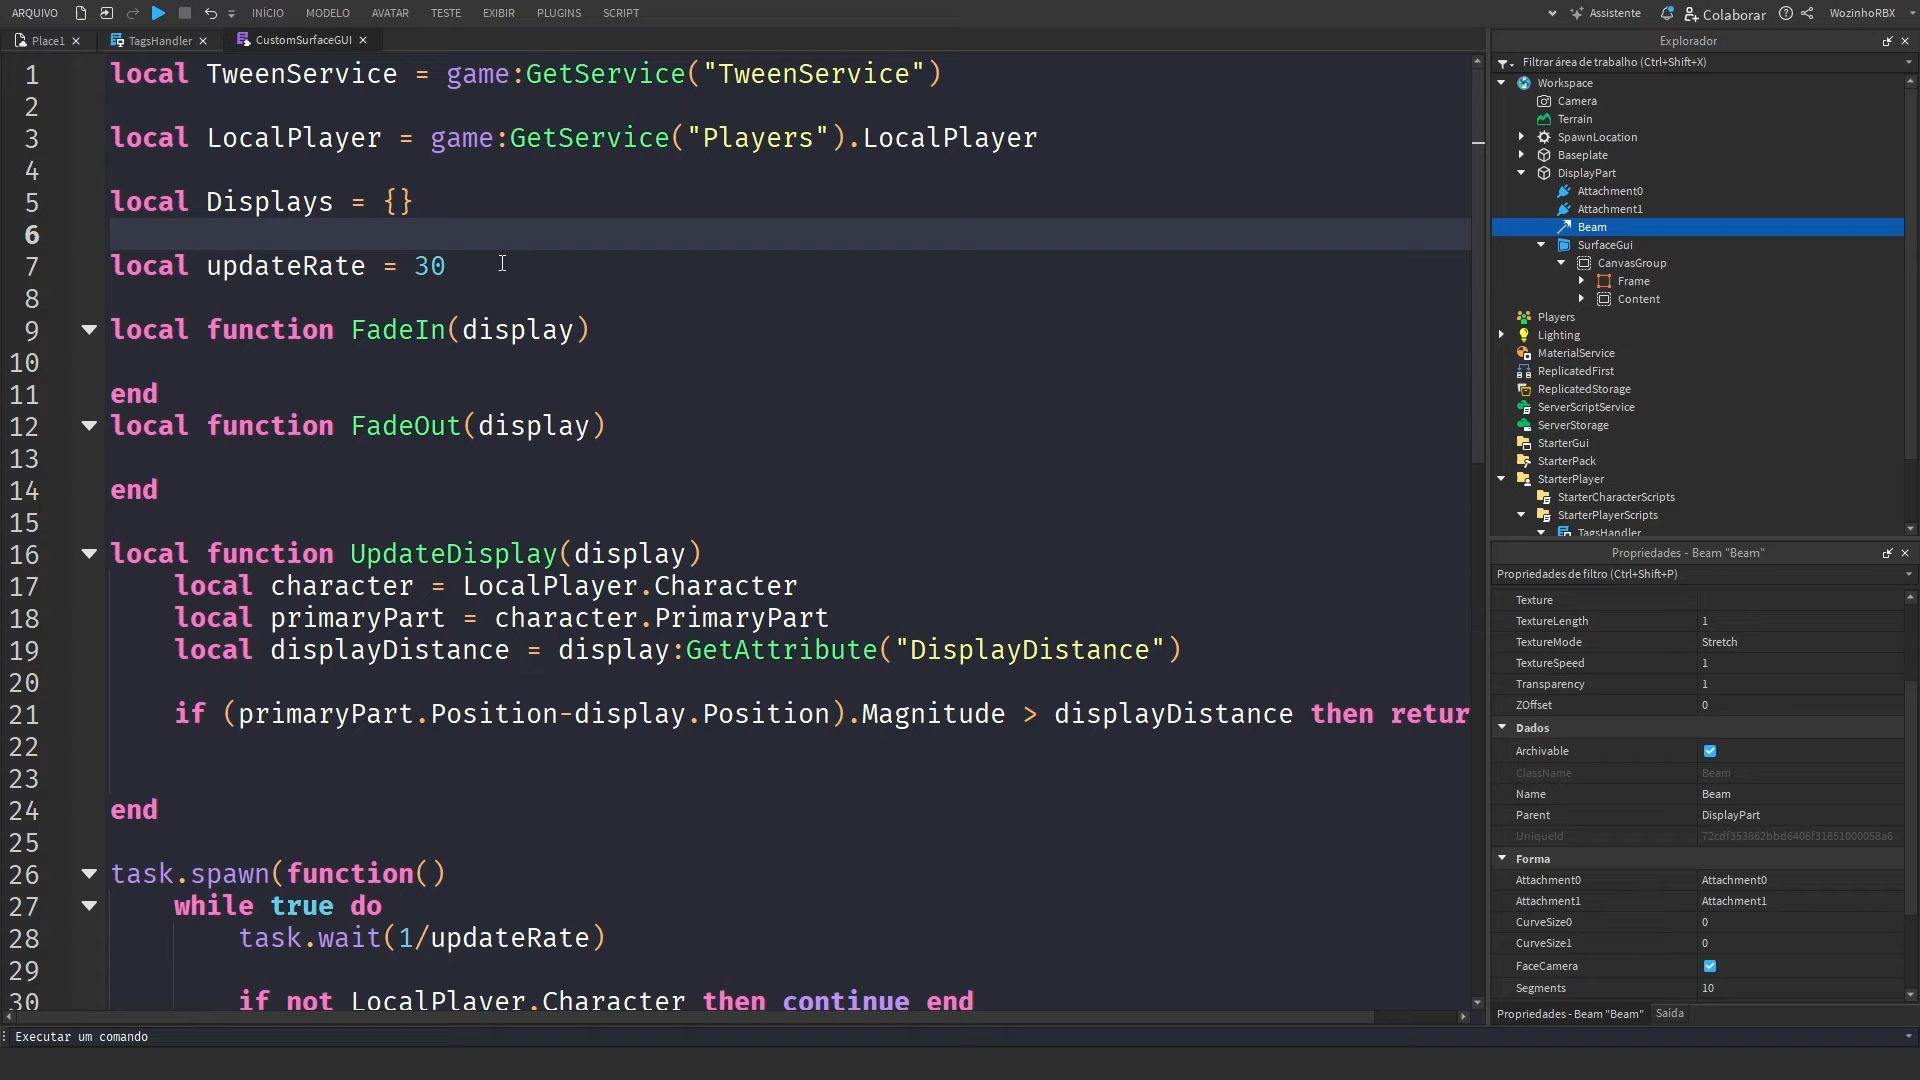 ARQUIVO INÍCIO MODELO AVATAR TESTE EXIBIR PLUGINS SCRIPT Assistente Colaborar WozinhoRBX
Place1 TagsHandler CustomSurfaceGUI
1 local TweenService = game:GetService("TweenService")
2
3 local LocalPlayer = game:GetService("Players").LocalPlayer
4
5 local Displays = {}
6
7 local updateRate = 30
8
9 local function FadeIn(display)
10
11 end
12 local function FadeOut(display)
13
14 end
15
16 local function UpdateDisplay(display)
17 local character = LocalPlayer.Character
18 local primaryPart = character.PrimaryPart
19 local displayDistance = display:GetAttribute("DisplayDistance")
20
21 if (primaryPart.Position-display.Position).Magnitude > displayDistance then retur
22
23
24 end
25
26 task.spawn(function()
27 while true do
28 task.wait(1/updateRate)
29
30 if not LocalPlayer.Character then continue end
Executar um comando
Explorador
Filtrar área de trabalho (Ctrl+Shift+X)
Workspace
Camera
Terrain
SpawnLocation
Baseplate
DisplayPart
Attachment0
Attachment1
Beam
SurfaceGui
CanvasGroup
Frame
Content
Players
Lighting
MaterialService
ReplicatedFirst
ReplicatedStorage
ServerScriptService
ServerStorage
StarterGui
StarterPack
StarterPlayer
StarterCharacterScripts
StarterPlayerScripts
TagsHandler
Propriedades - Beam "Beam"
Propriedades de filtro (Ctrl+Shift+P)
Texture
TextureLength 1
TextureMode Stretch
TextureSpeed 1
Transparency 1
ZOffset 0
Dados
Archivable
ClassName Beam
Name Beam
Parent DisplayPart
UniqueId
Forma
Attachment0 Attachment0
Attachment1 Attachment1
CurveSize0 0
CurveSize1 0
FaceCamera
Segments 10
Propriedades - Beam "Beam" Saída